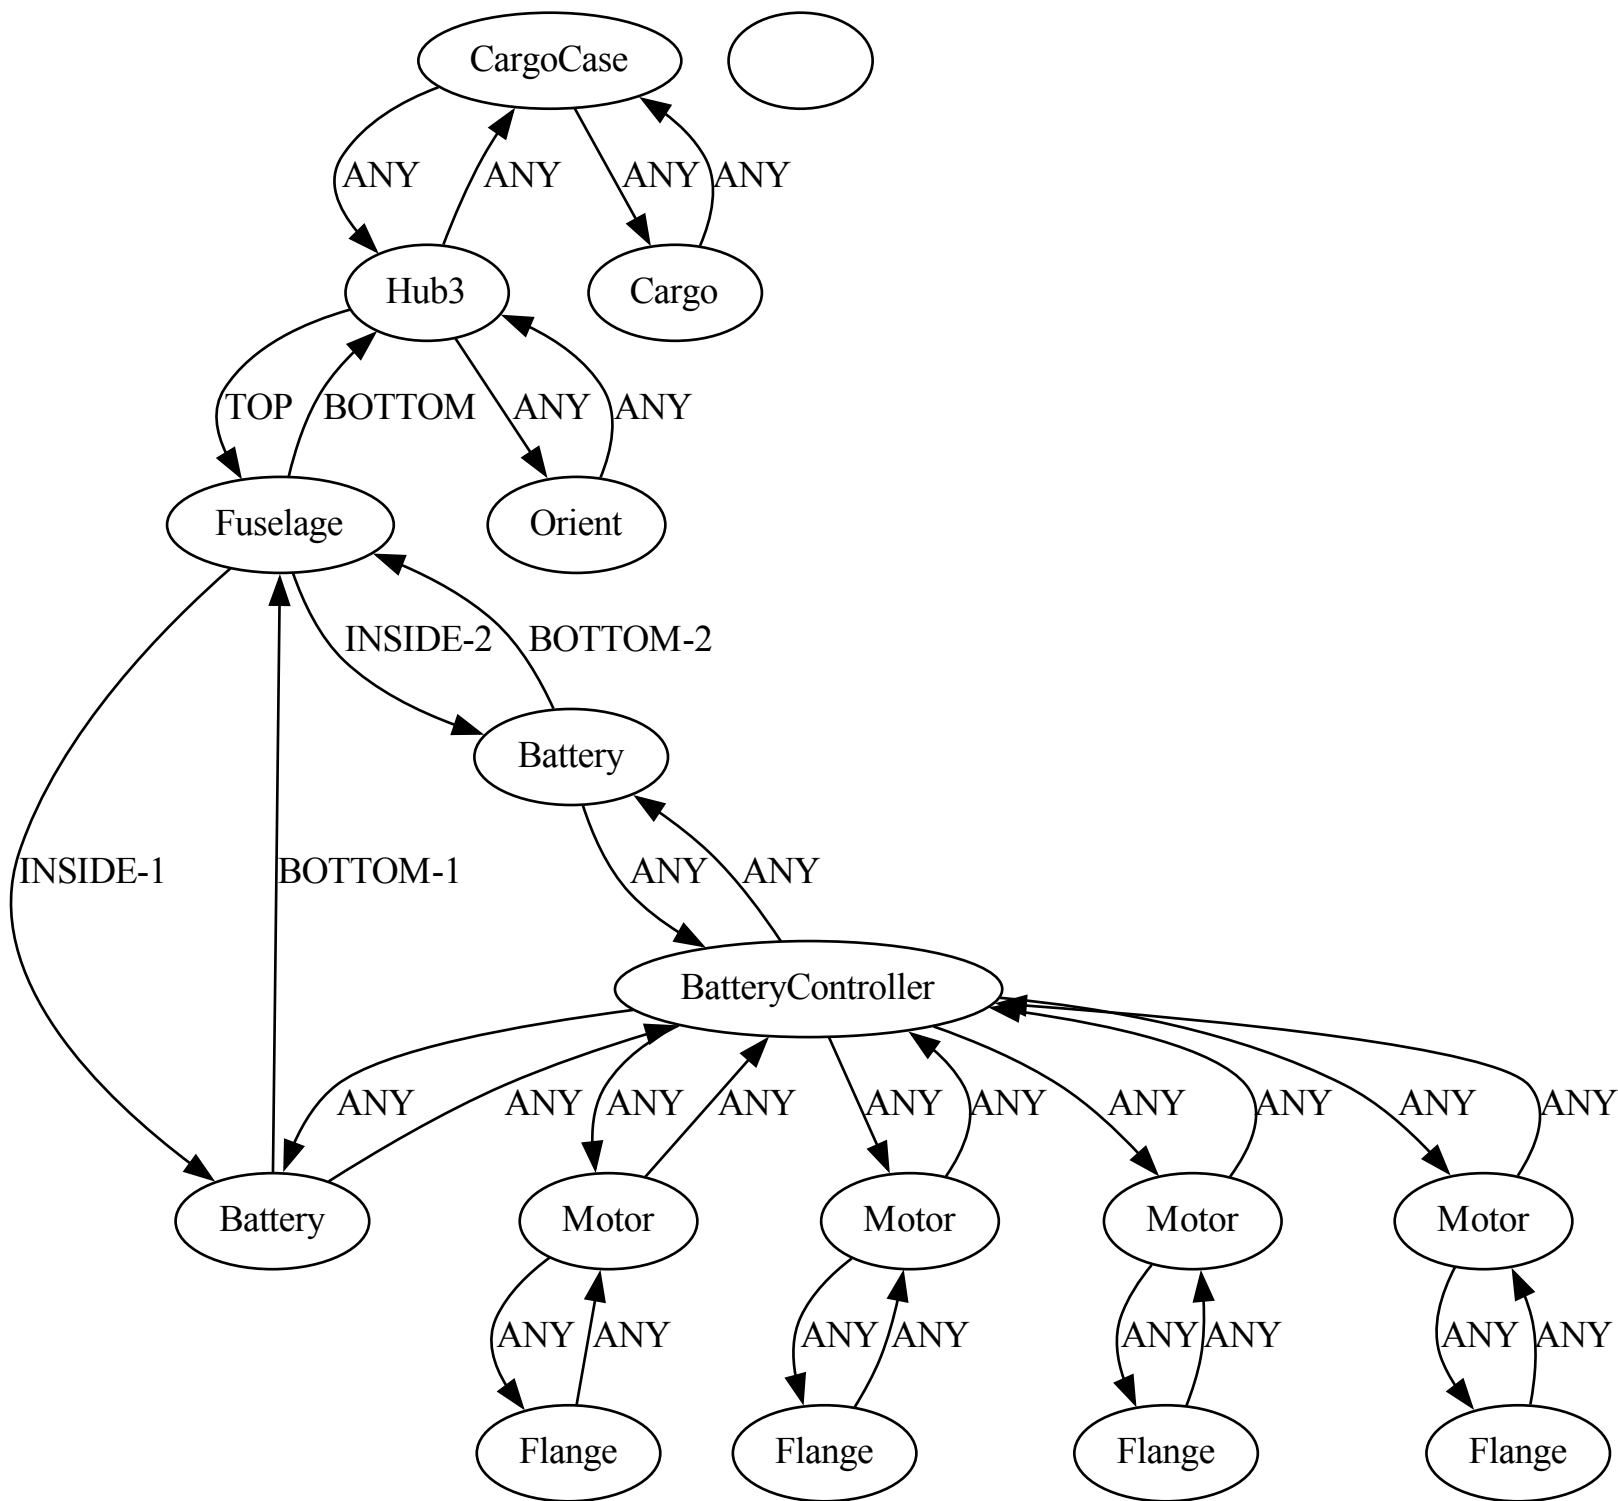 CargoCase
ANY
ANY
ANY
ANY
Hub3
Cargo
TOP
BOTTOM
ANY
ANY
Fuselage
Orient
INSIDE-2
BOTTOM-2
Battery
INSIDE-1
BOTTOM-1
ANY
ANY
BatteryController
ANY
ANY
ANY
ANY
ANY
ANY
ANY
ANY
ANY
ANY
Battery
Motor
Motor
Motor
Motor
ANY
ANY
ANY
ANY
ANY
ANY
ANY
ANY
Flange
Flange
Flange
Flange